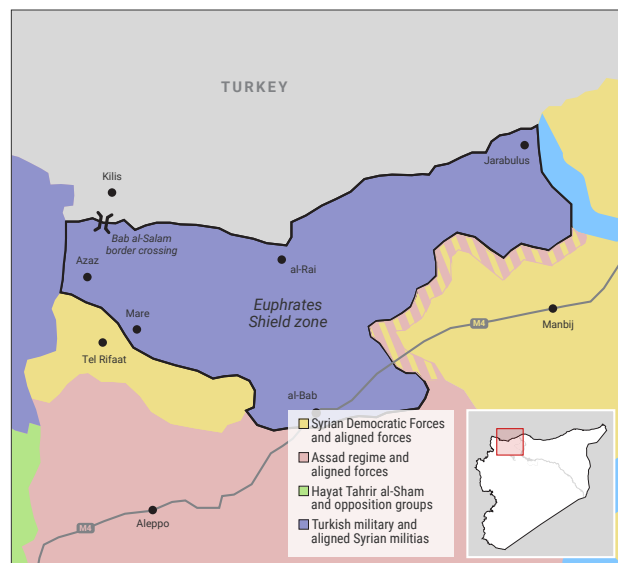 TURKEY
Kilis
Jarabulus
Bab al-Salam
border crossing
Azaz
al-Rai
Euphrates
Shield zone
Mare
Tel Rifaat
M4
Manbij
al-Bab
Aleppo
M4
Syrian Democratic Forces
and aligned forces
Assad regime and
aligned forces
Hayat Tahrir al-Sham
and opposition groups
Turkish military and
aligned Syrian militias